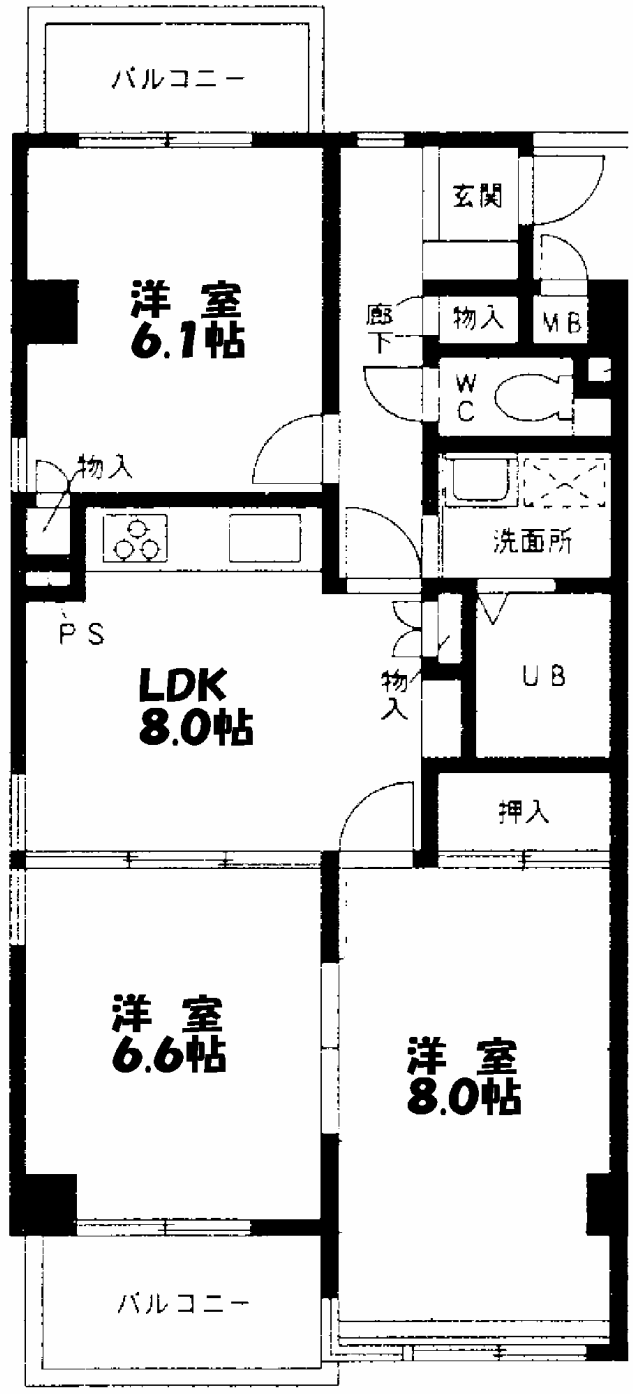 バルコニー
玄関
洋室
6.1帖
廊下
物入
MB
WC
物入
洗面所
PS
LDK
8.0帖
物入
UB
押入
洋室
6.6帖
洋室
8.0帖
バルコニー